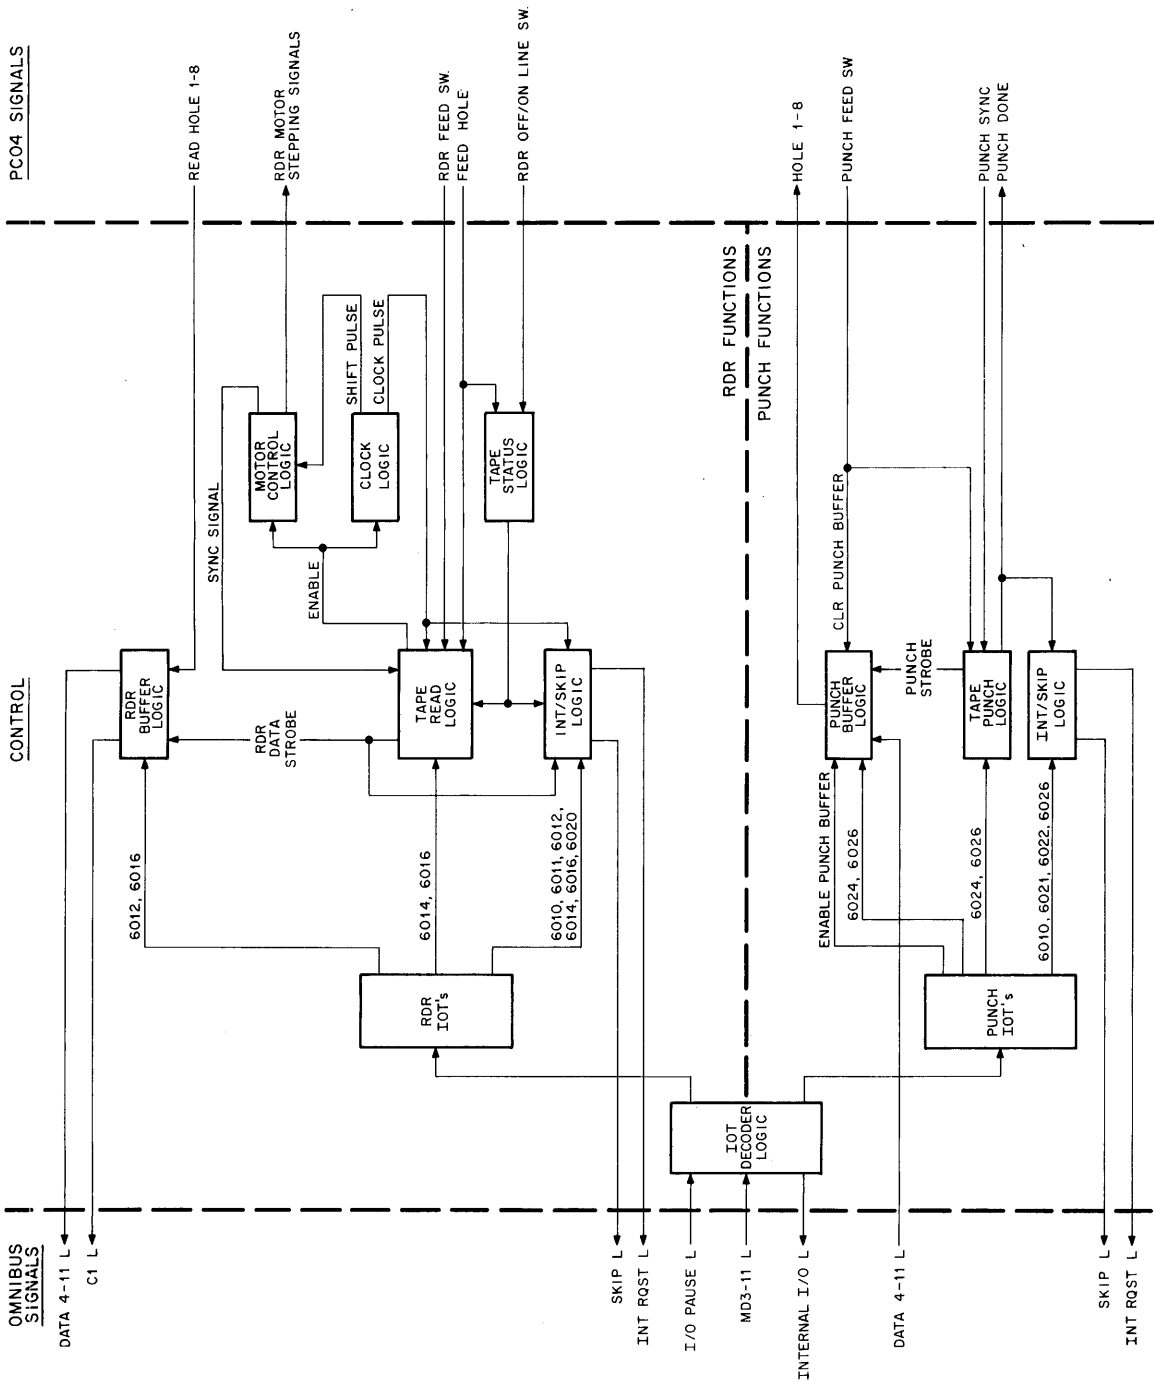 PC04 SIGNALS
READ HOLE 1-8
RDR MOTOR
STEPPING SIGNALS
RDR FEED SW.
FEED HOLE
RDR OFF/ON LINE SW.
HOLE 1-8
PUNCH FEED SW
PUNCH SYNC
PUNCH DONE
RDR FUNCTIONS
PUNCH FUNCTIONS
SHIFT PULSE
CLOCK PULSE
MOTOR
CONTROL
LOGIC
CLOCK
LOGIC
TAPE
STATUS
LOGIC
SYNC SIGNAL
ENABLE
CLR PUNCH BUFFER
CONTROL
RDR
BUFFER
LOGIC
RDR
DATA
STROBE
TAPE
READ
LOGIC
INT/SKIP
LOGIC
PUNCH
BUFFER
LOGIC
PUNCH
STROBE
TAPE
PUNCH
LOGIC
INT/SKIP
LOGIC
6012, 6016
6014, 6016
6010, 6011, 6012,
6014, 6016, 6020
ENABLE PUNCH BUFFER
6024, 6026
6024, 6026
6010, 6021, 6022, 6026
RDR
IOT's
PUNCH
IOT's
IOT
DECODER
LOGIC
OMNIBUS
SIGNALS
DATA 4-11 L
C1 L
SKIP L
INT RQST L
I/O PAUSE L
MD3-11 L
INTERNAL I/O L
DATA 4-11 L
SKIP L
INT RQST L